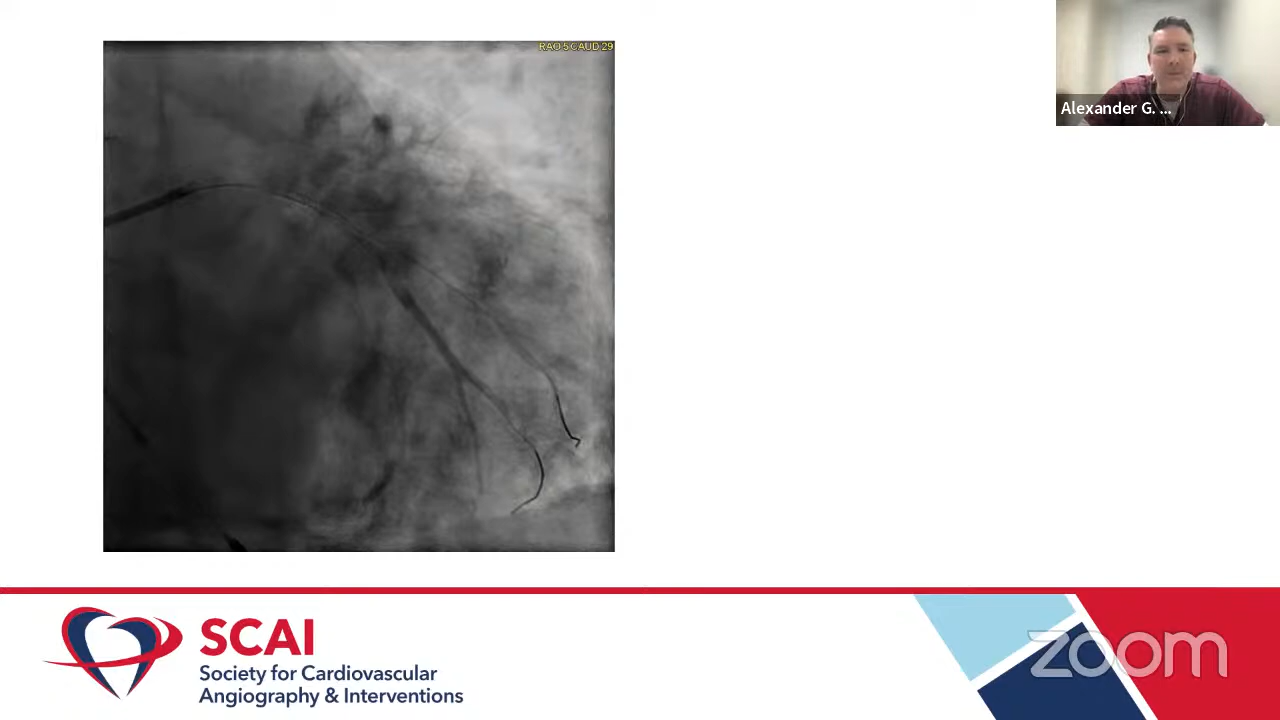 RAO 5 CAUD 29
Alexander G. ...
SCAI
Society for Cardiovascular
Angiography & Interventions
zoom